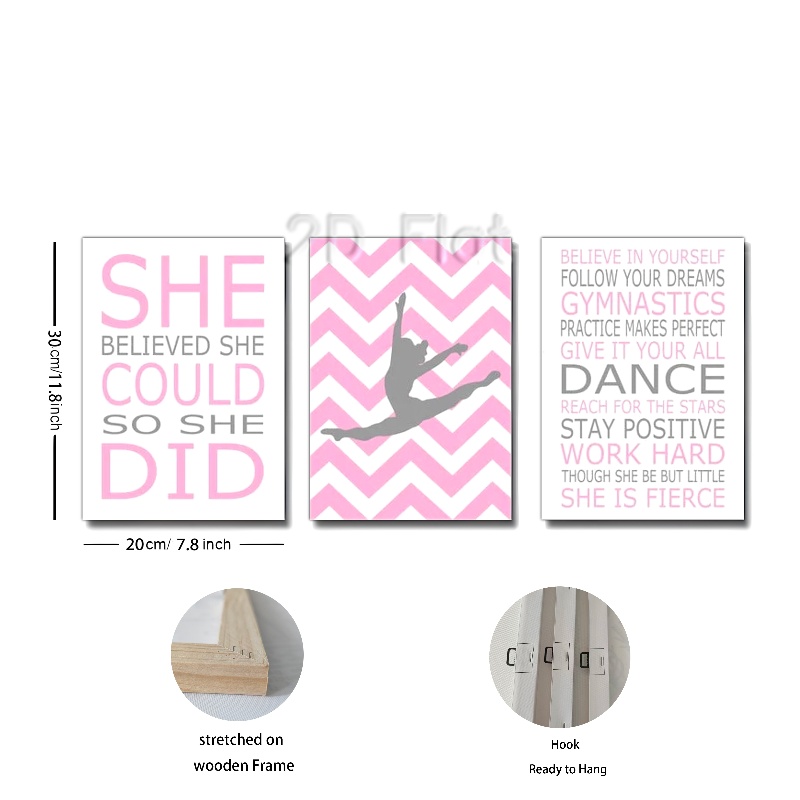 2D Flat
SHE
BELIEVED SHE
COULD
SO SHE
DID
BELIEVE IN YOURSELF
FOLLOW YOUR DREAMS
GYMNASTICS
PRACTICE MAKES PERFECT
GIVE IT YOUR ALL
DANCE
REACH FOR THE STARS
STAY POSITIVE
WORK HARD
THOUGH SHE BE BUT LITTLE
SHE IS FIERCE
30cm/11.8inch
20cm/ 7.8 inch
stretched on
wooden Frame
Hook
Ready to Hang